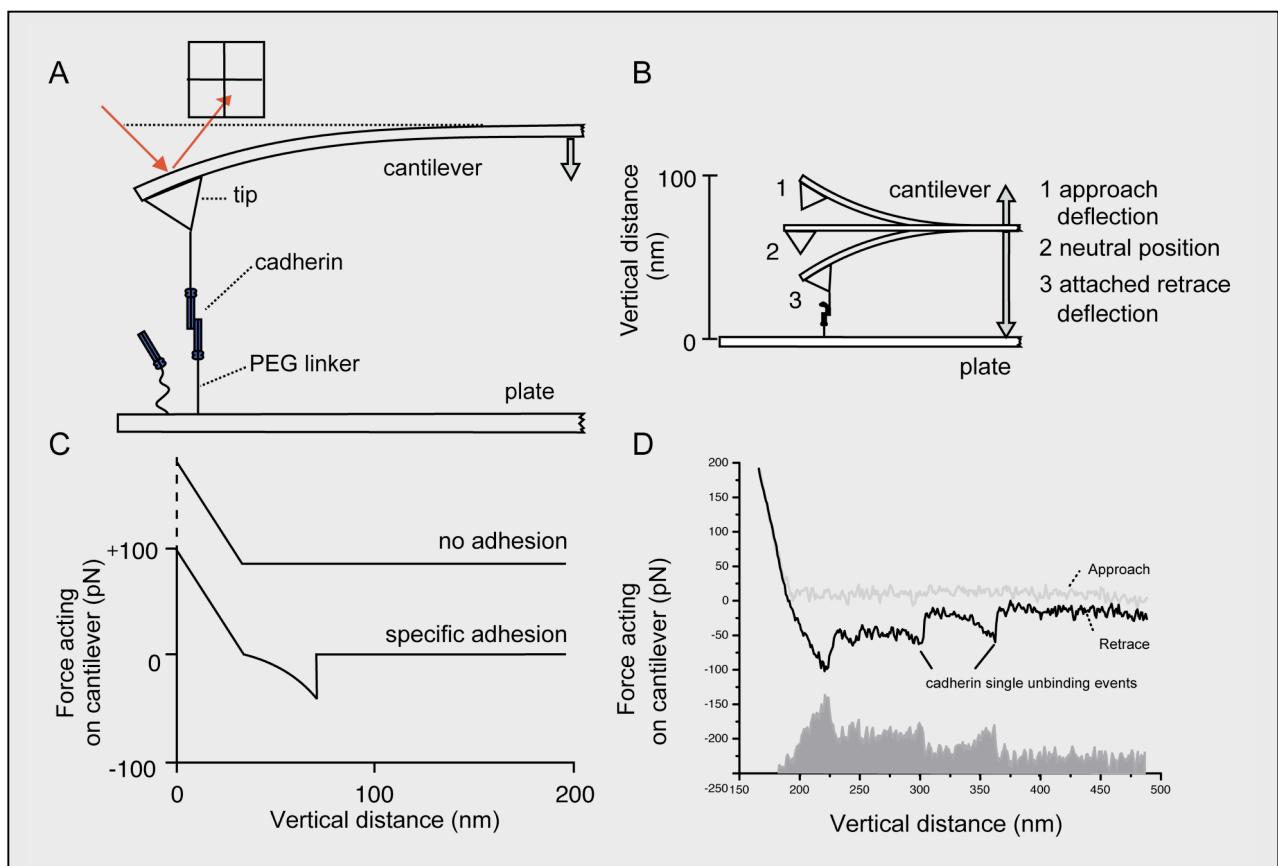 A
cantilever
tip
cadherin
PEG linker
plate
B
Vertical distance
(nm)
100
0
1
2
3
cantilever
plate
1 approach
deflection
2 neutral position
3 attached retrace
deflection
C
Force acting
on cantilever (pN)
+100
0
-100
no adhesion
specific adhesion
0
100
200
Vertical distance (nm)
D
Force acting
on cantilever (pN)
200
150
100
50
0
-50
-100
-150
-200
-250
Approach
Retrace
cadherin single unbinding events
150
200
250
300
350
400
450
500
Vertical distance (nm)